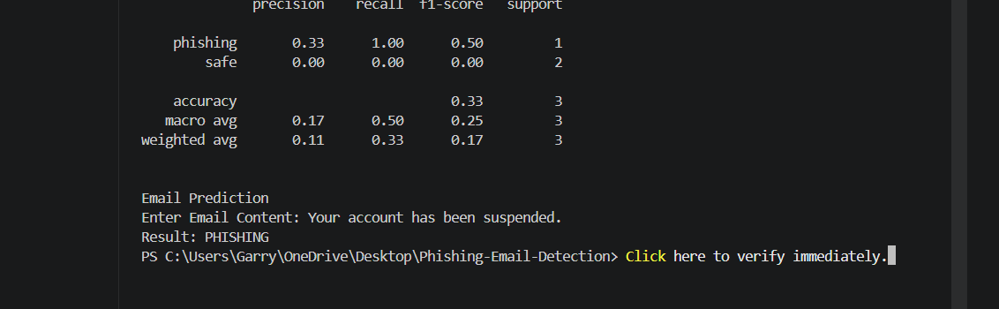 precision    recall  f1-score   support
phishing       0.33      1.00      0.50         1
safe       0.00      0.00      0.00         2
accuracy                           0.33         3
macro avg       0.17      0.50      0.25         3
weighted avg       0.11      0.33      0.17         3
Email Prediction
Enter Email Content: Your account has been suspended.
Result: PHISHING
PS C:\Users\Garry\OneDrive\Desktop\Phishing-Email-Detection> Click here to verify immediately.